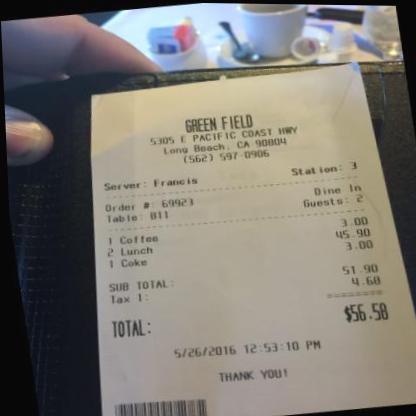 GREEN FIELD
5305 E PACIFIC COAST HWY
Long Beach, CA 90804
(562) 597-0906
Server: Francis Station: 3
Order #: 69923 Dine In
Table: B11 Guests: 2
1 Coffee 3.00
2 Lunch 45.90
1 Coke 3.00
SUB TOTAL: 51.90
Tax 1: 4.68
TOTAL: $56.58
5/26/2016 12:53:10 PM
THANK YOU!